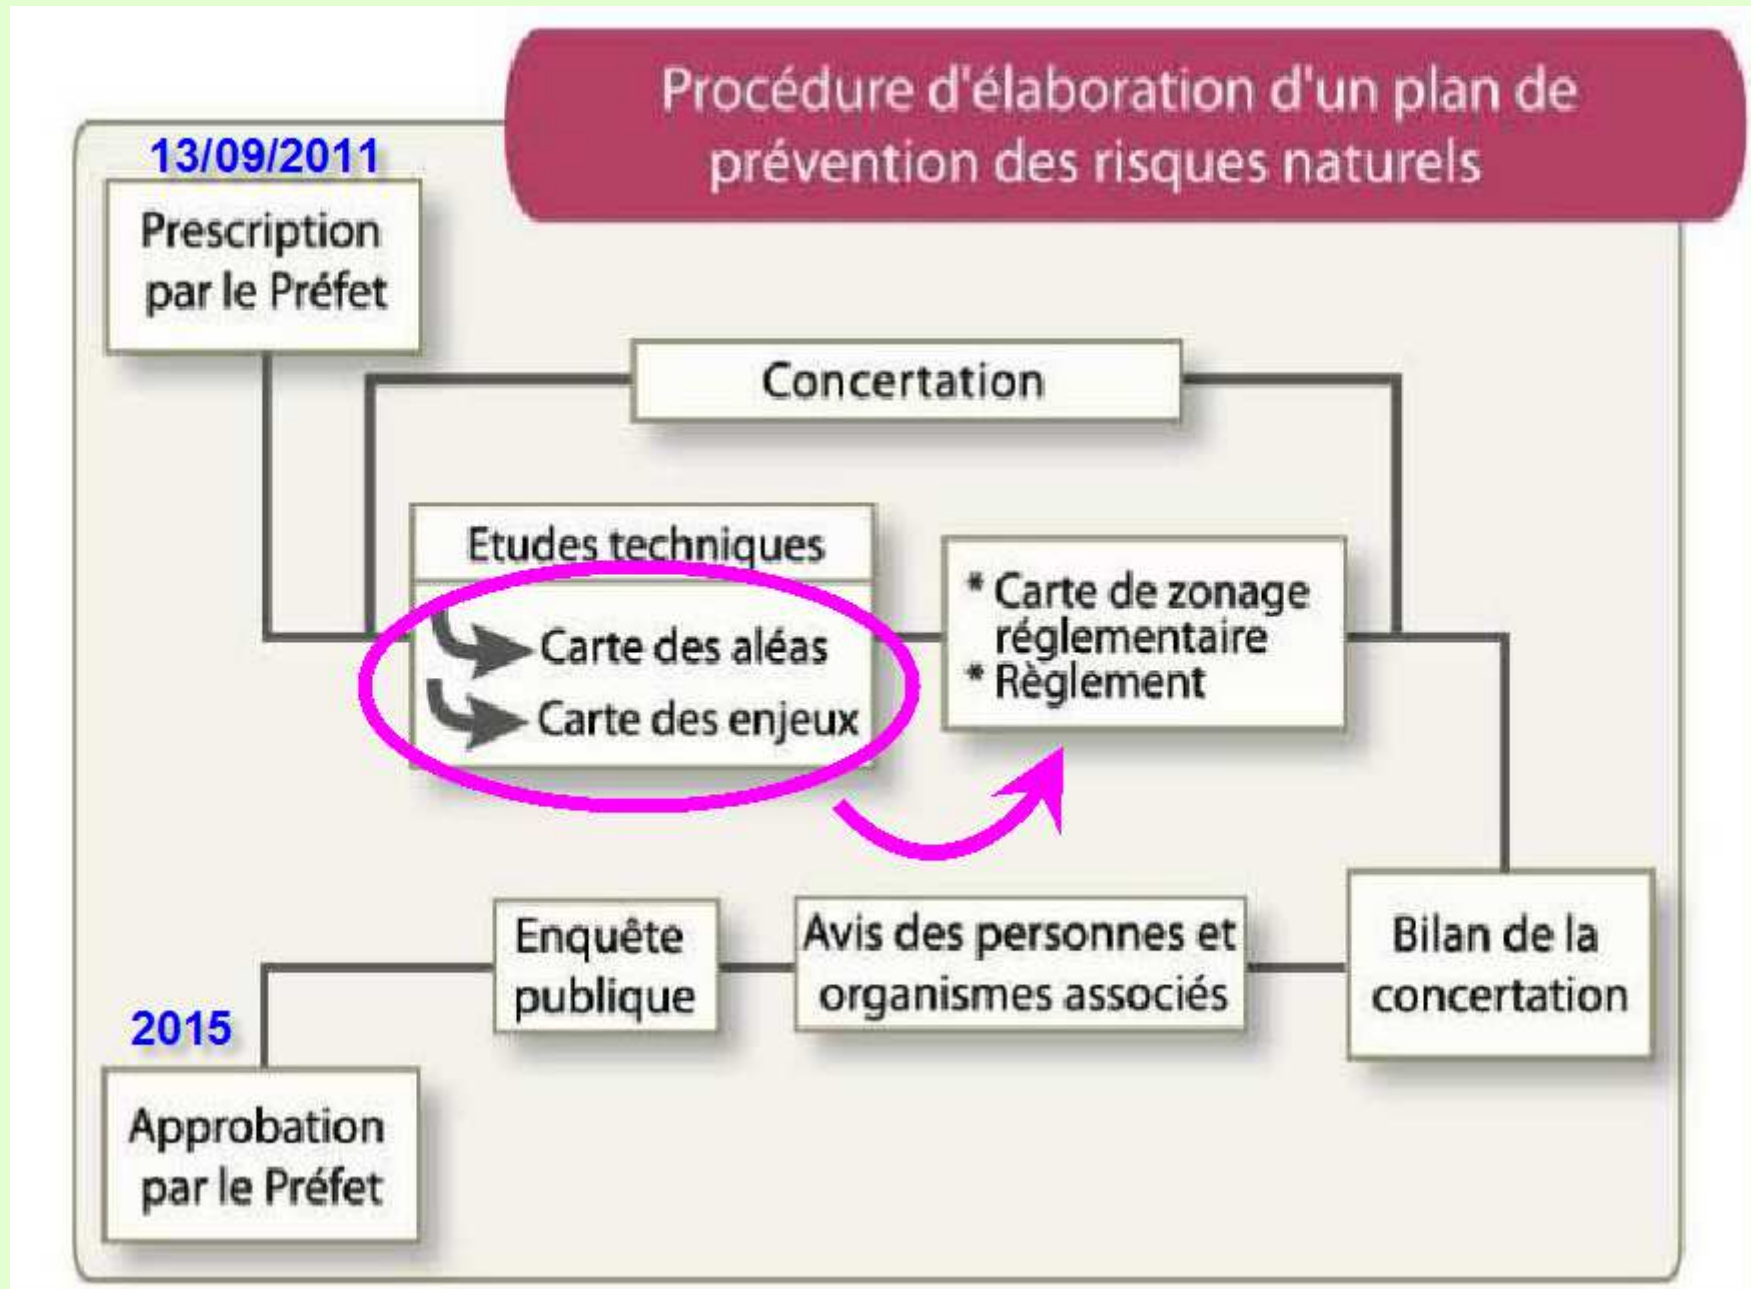 Procédure d'élaboration d'un plan de
prévention des risques naturels
13/09/2011
Prescription
par le Préfet
Concertation
Etudes techniques
Carte des aléas
Carte des enjeux
* Carte de zonage
réglementaire
* Règlement
Bilan de la
concertation
Avis des personnes et
organismes associés
Enquête
publique
2015
Approbation
par le Préfet